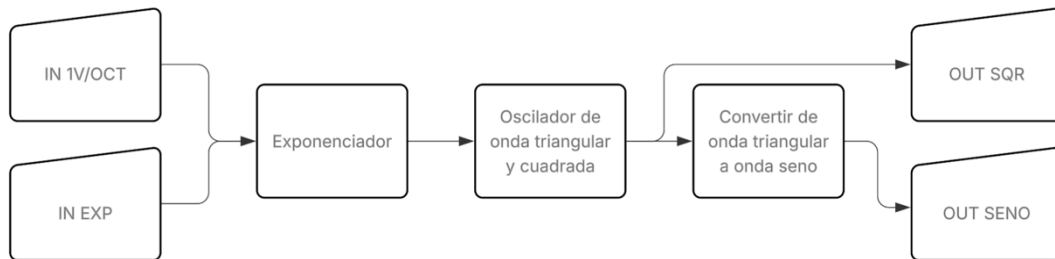 IN 1V/OCT
IN EXP
Exponenciador
Oscilador de
onda triangular
y cuadrada
Convertir de
onda triangular
a onda seno
OUT SQR
OUT SENO